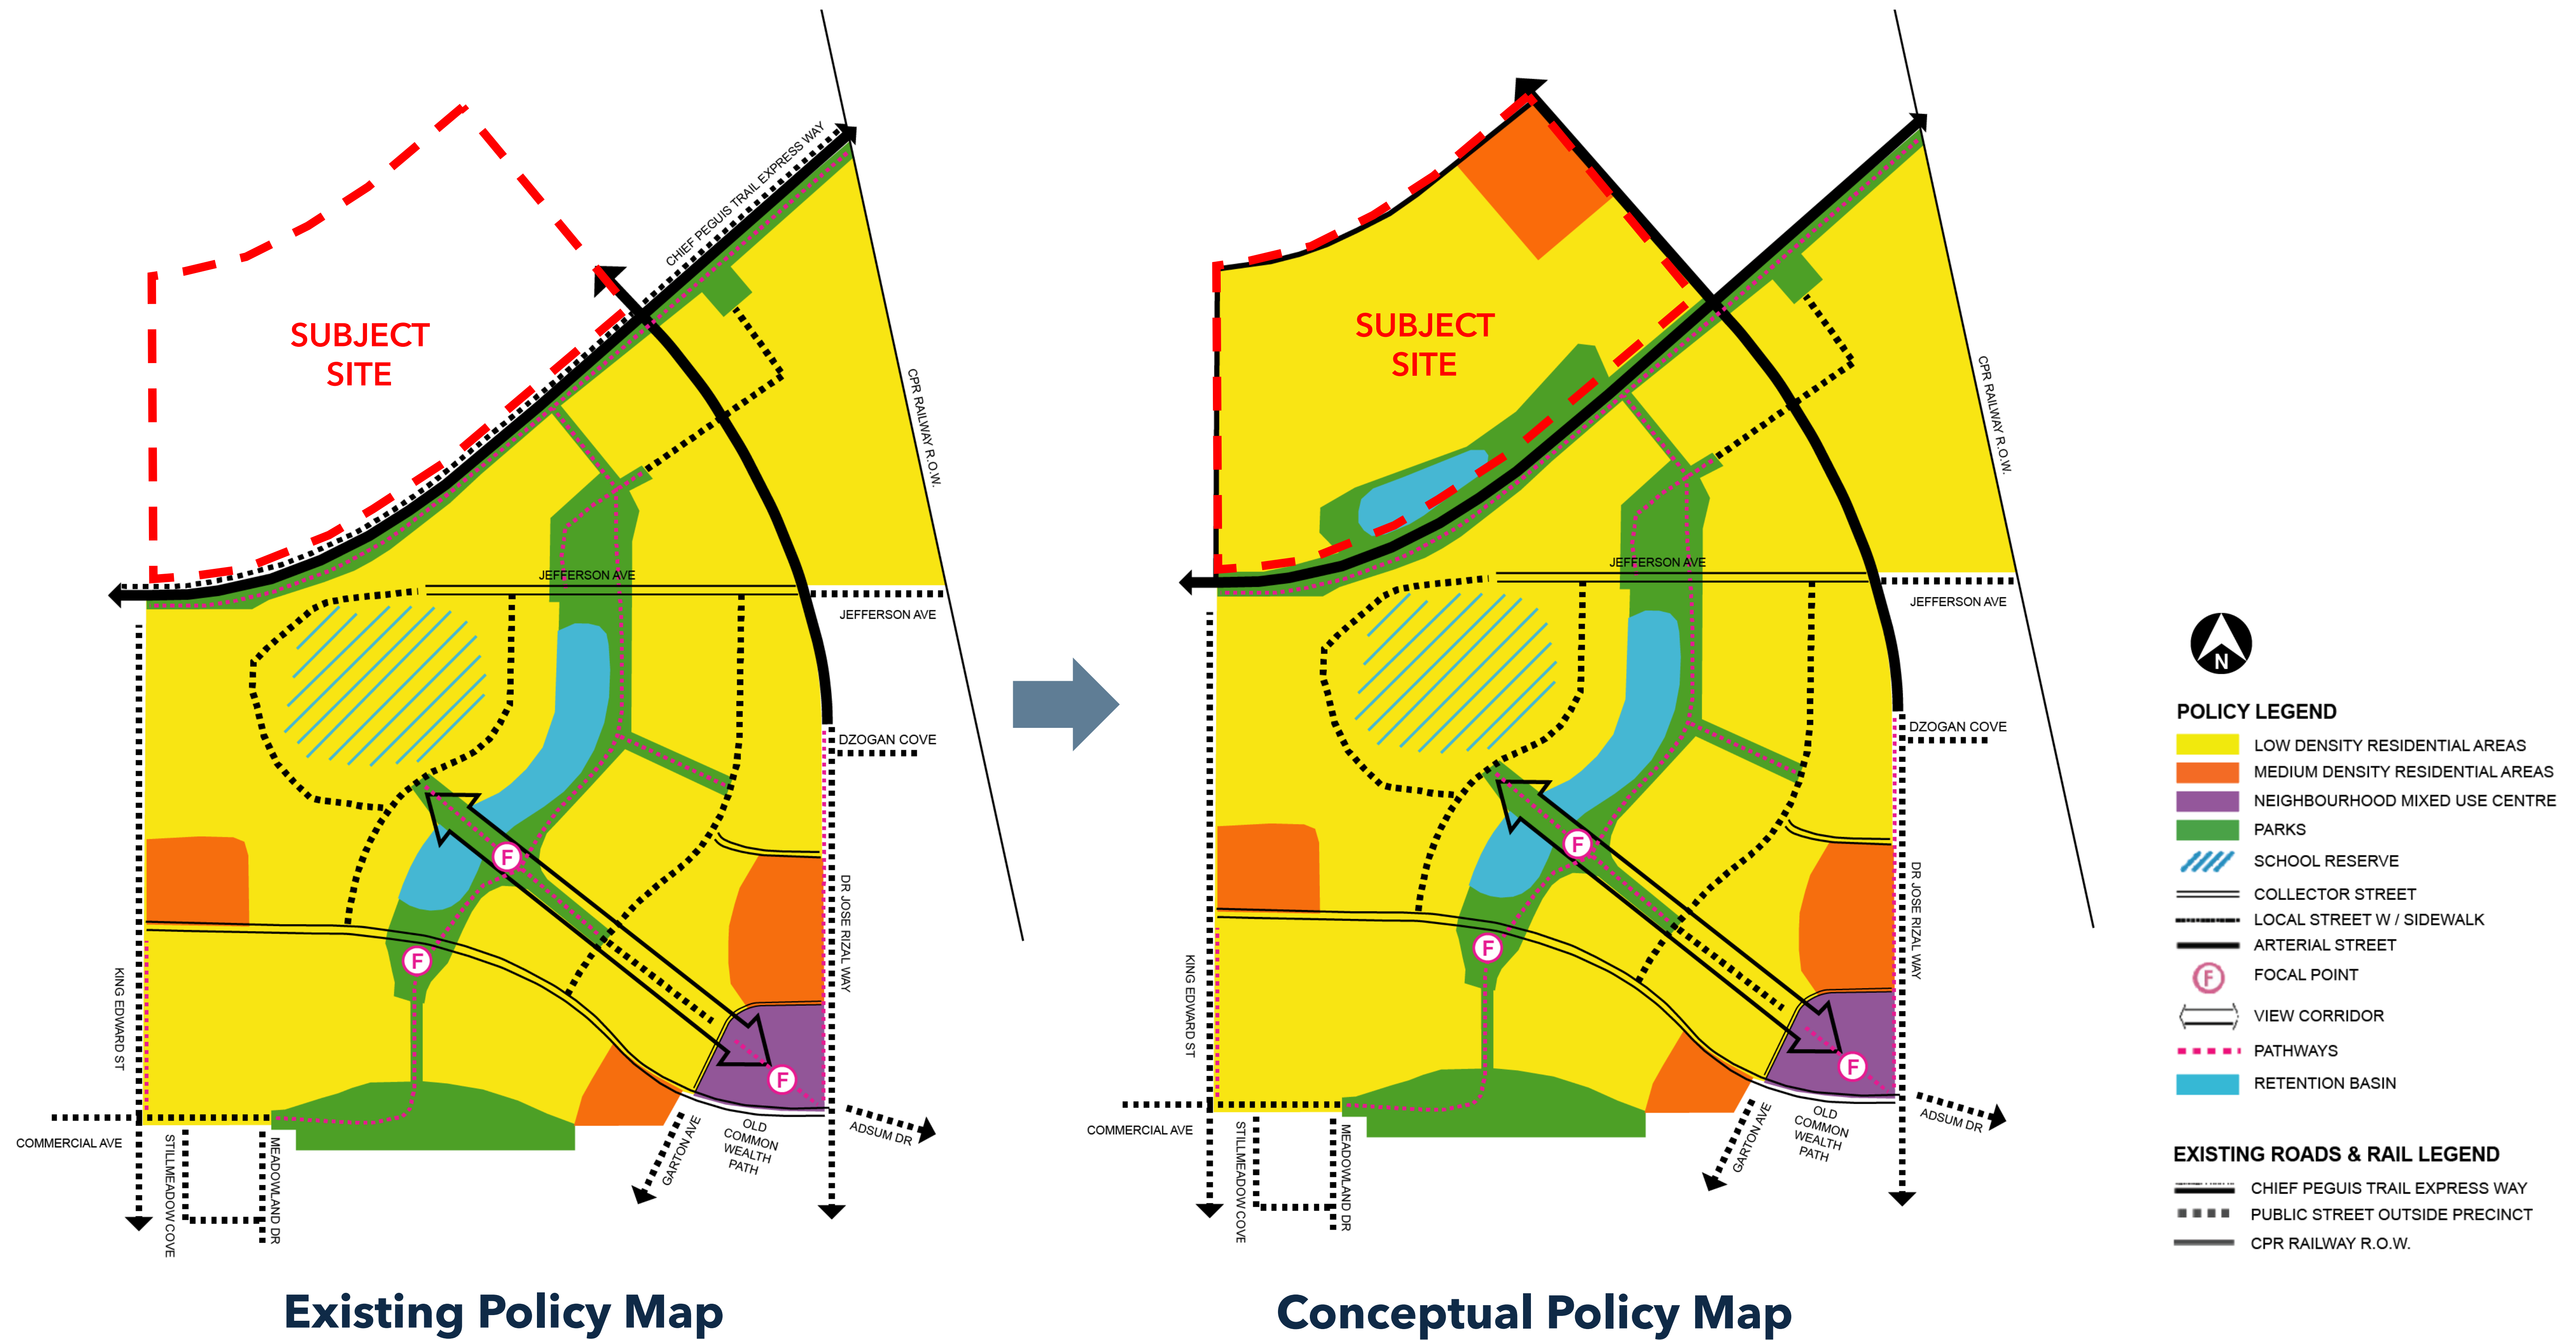 CHIEF PEGUIS TRAIL EXPRESS WAY
SUBJECT
SITE
CPR RAILWAY R.O.W.
JEFFERSON AVE
JEFFERSON AVE
DZOGAN COVE
F
F
F
DR JOSE RIZAL WAY
KING EDWARD ST
COMMERCIAL AVE
STILLMEADOW COVE
MEADOWLAND DR
GARTON AVE
OLD
COMMON
WEALTH
PATH
ADSUM DR
Existing Policy Map
SUBJECT
SITE
CPR RAILWAY R.O.W.
JEFFERSON AVE
JEFFERSON AVE
DZOGAN COVE
F
F
F
DR JOSE RIZAL WAY
KING EDWARD ST
COMMERCIAL AVE
STILLMEADOW COVE
MEADOWLAND DR
GARTON AVE
OLD
COMMON
WEALTH
PATH
ADSUM DR
Conceptual Policy Map
N
POLICY LEGEND
LOW DENSITY RESIDENTIAL AREAS
MEDIUM DENSITY RESIDENTIAL AREAS
NEIGHBOURHOOD MIXED USE CENTRE
PARKS
SCHOOL RESERVE
COLLECTOR STREET
LOCAL STREET W / SIDEWALK
ARTERIAL STREET
F FOCAL POINT
VIEW CORRIDOR
PATHWAYS
RETENTION BASIN
EXISTING ROADS & RAIL LEGEND
CHIEF PEGUIS TRAIL EXPRESS WAY
PUBLIC STREET OUTSIDE PRECINCT
CPR RAILWAY R.O.W.